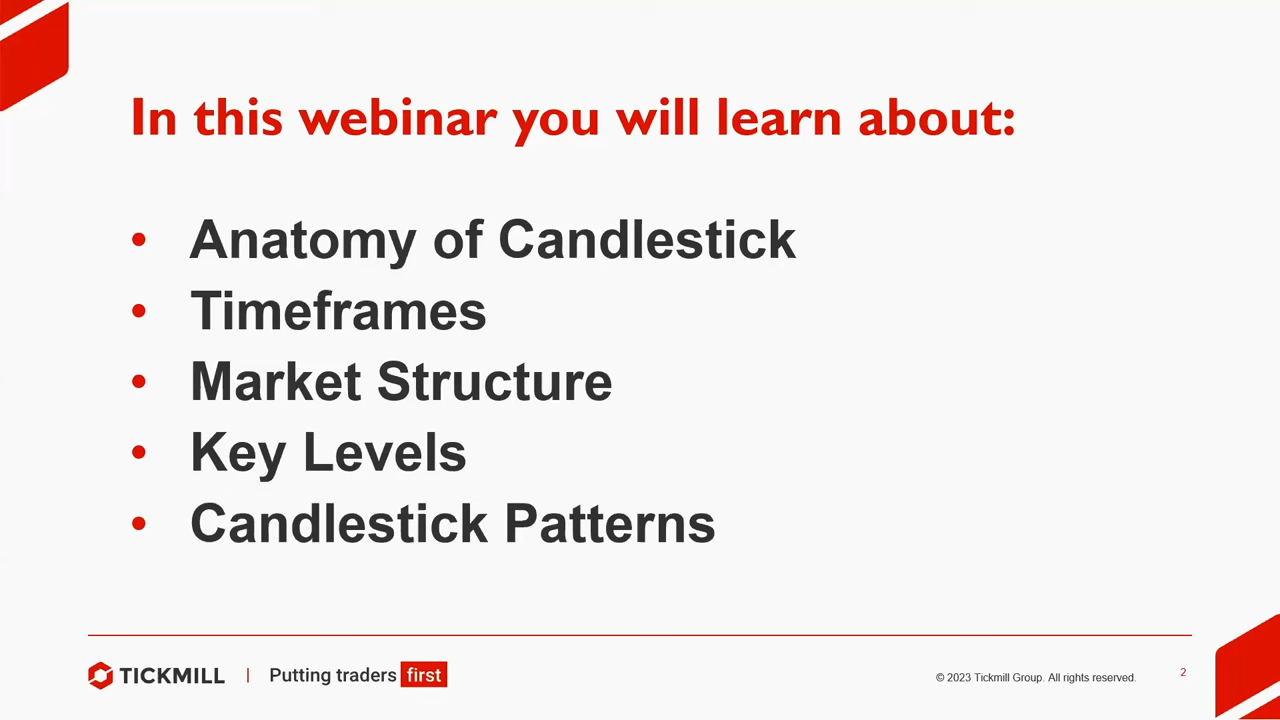 In this webinar you will learn about:
• Anatomy of Candlestick
• Timeframes
• Market Structure
• Key Levels
• Candlestick Patterns
TICKMILL | Putting traders first
© 2023 Tickmill Group. All rights reserved. 2